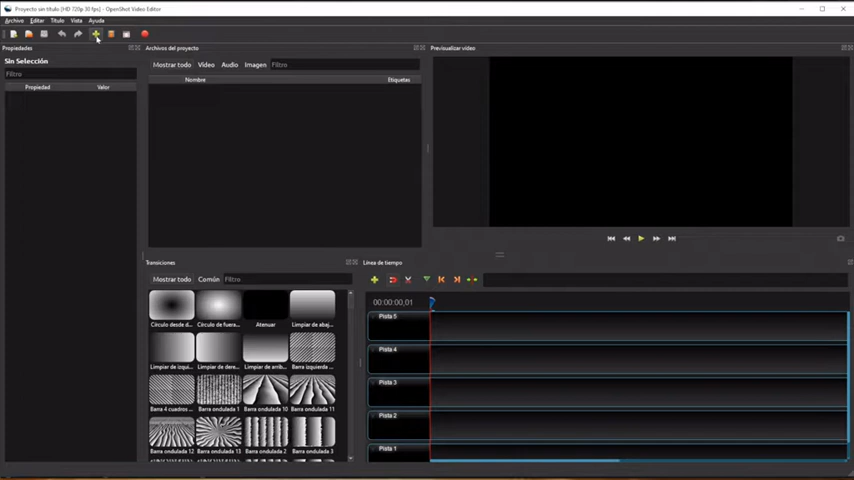 Proyecto sin título [HD 720p 30 fps] - OpenShot Video Editor
Archivo Editar Título Vista Ayuda
Propiedades
Archivos del proyecto
Previsualizar vídeo
Sin Selección
Mostrar todo Vídeo Audio Imagen Filtro
Filtro
Nombre Etiquetas
Propiedad Valor
Transiciones
Línea de tiempo
Mostrar todo Común Filtro
00:00:00,01
Círculo desde d... Círculo de fuera... Atenuar Limpiar de abaj...
Limpiar de izqui... Limpiar de dere... Limpiar de arrib... Barra izquierda ...
Barra 4 cuadros ... Barra ondulada 1 Barra ondulada 10 Barra ondulada 11
Barra ondulada 12 Barra ondulada 13 Barra ondulada 2 Barra ondulada 3
Pista 5
Pista 4
Pista 3
Pista 2
Pista 1